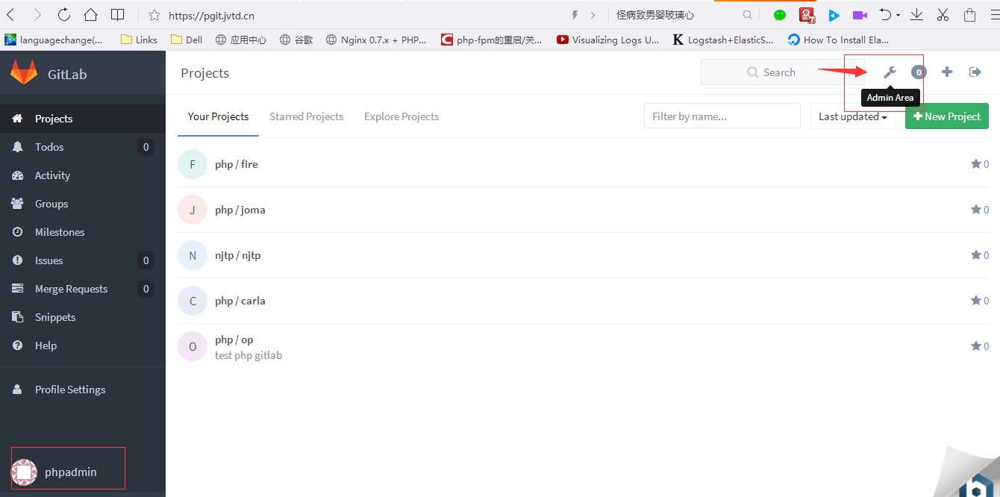 https://pgit.jvtd.cn
怪病致男婴玻璃心
languagechange(...
Links
Dell
应用中心
谷歌
Nginx 0.7.x + PHP...
php-fpm的重启/关...
Visualizing Logs U...
Logstash+ElasticS...
How To Install Ela...
GitLab
Projects
Search
0
Admin Area
Projects
Todos 0
Activity
Groups
Milestones
Issues 0
Merge Requests 0
Snippets
Help
Profile Settings
phpadmin
Your Projects
Starred Projects
Explore Projects
Filter by name...
Last updated
New Project
F php / fire 0
J php / joma 0
N njtp / njtp 0
C php / carla 0
O php / op 0
test php gitlab